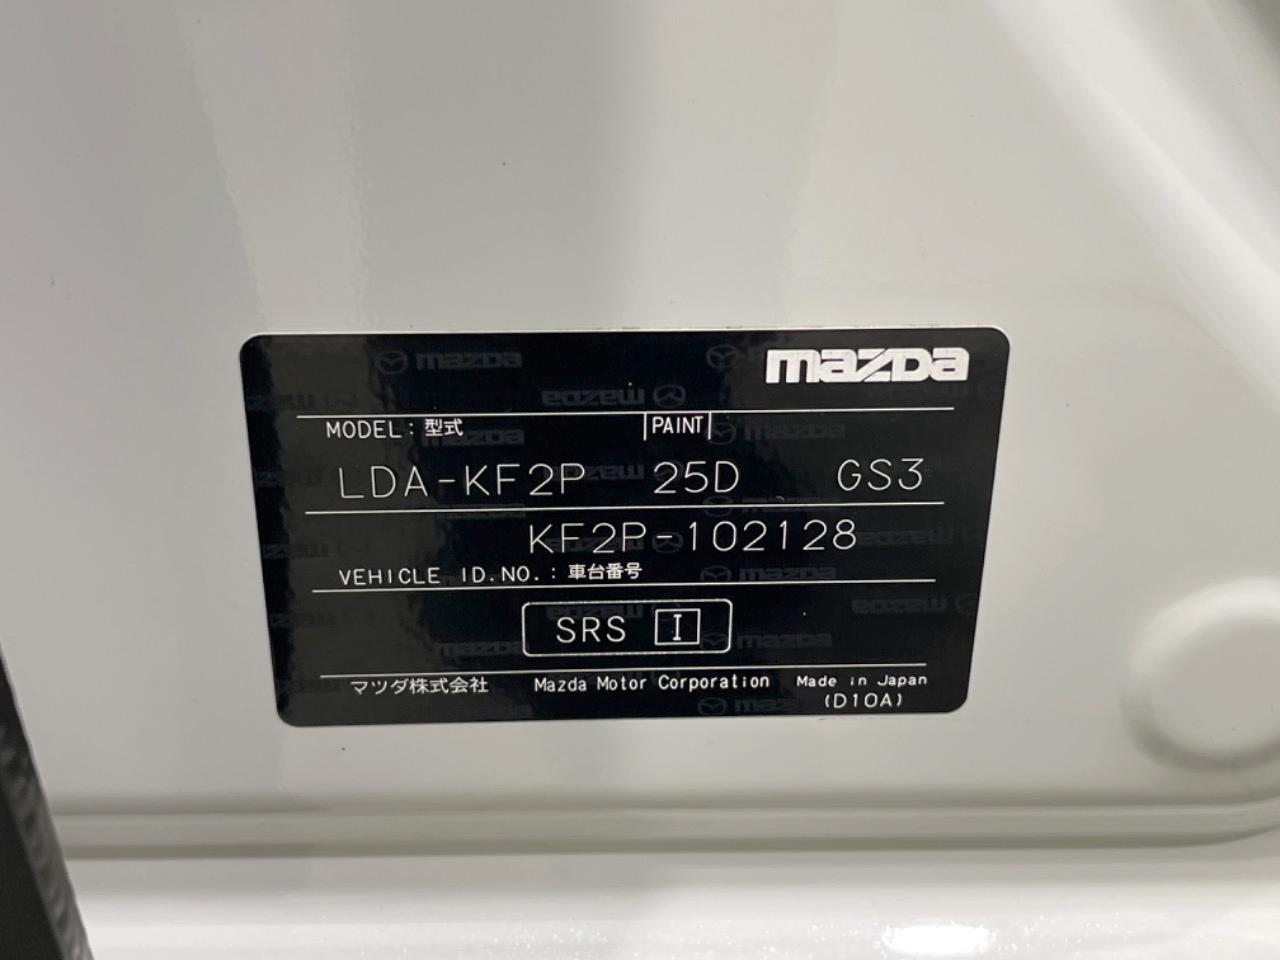 mazda
MODEL: 型式 PAINT
LDA-KF2P 25D GS3
KF2P-102128
VEHICLE ID.NO.: 車台番号
SRS I
マツダ株式会社 Mazda Motor Corporation Made in Japan
(D10A)